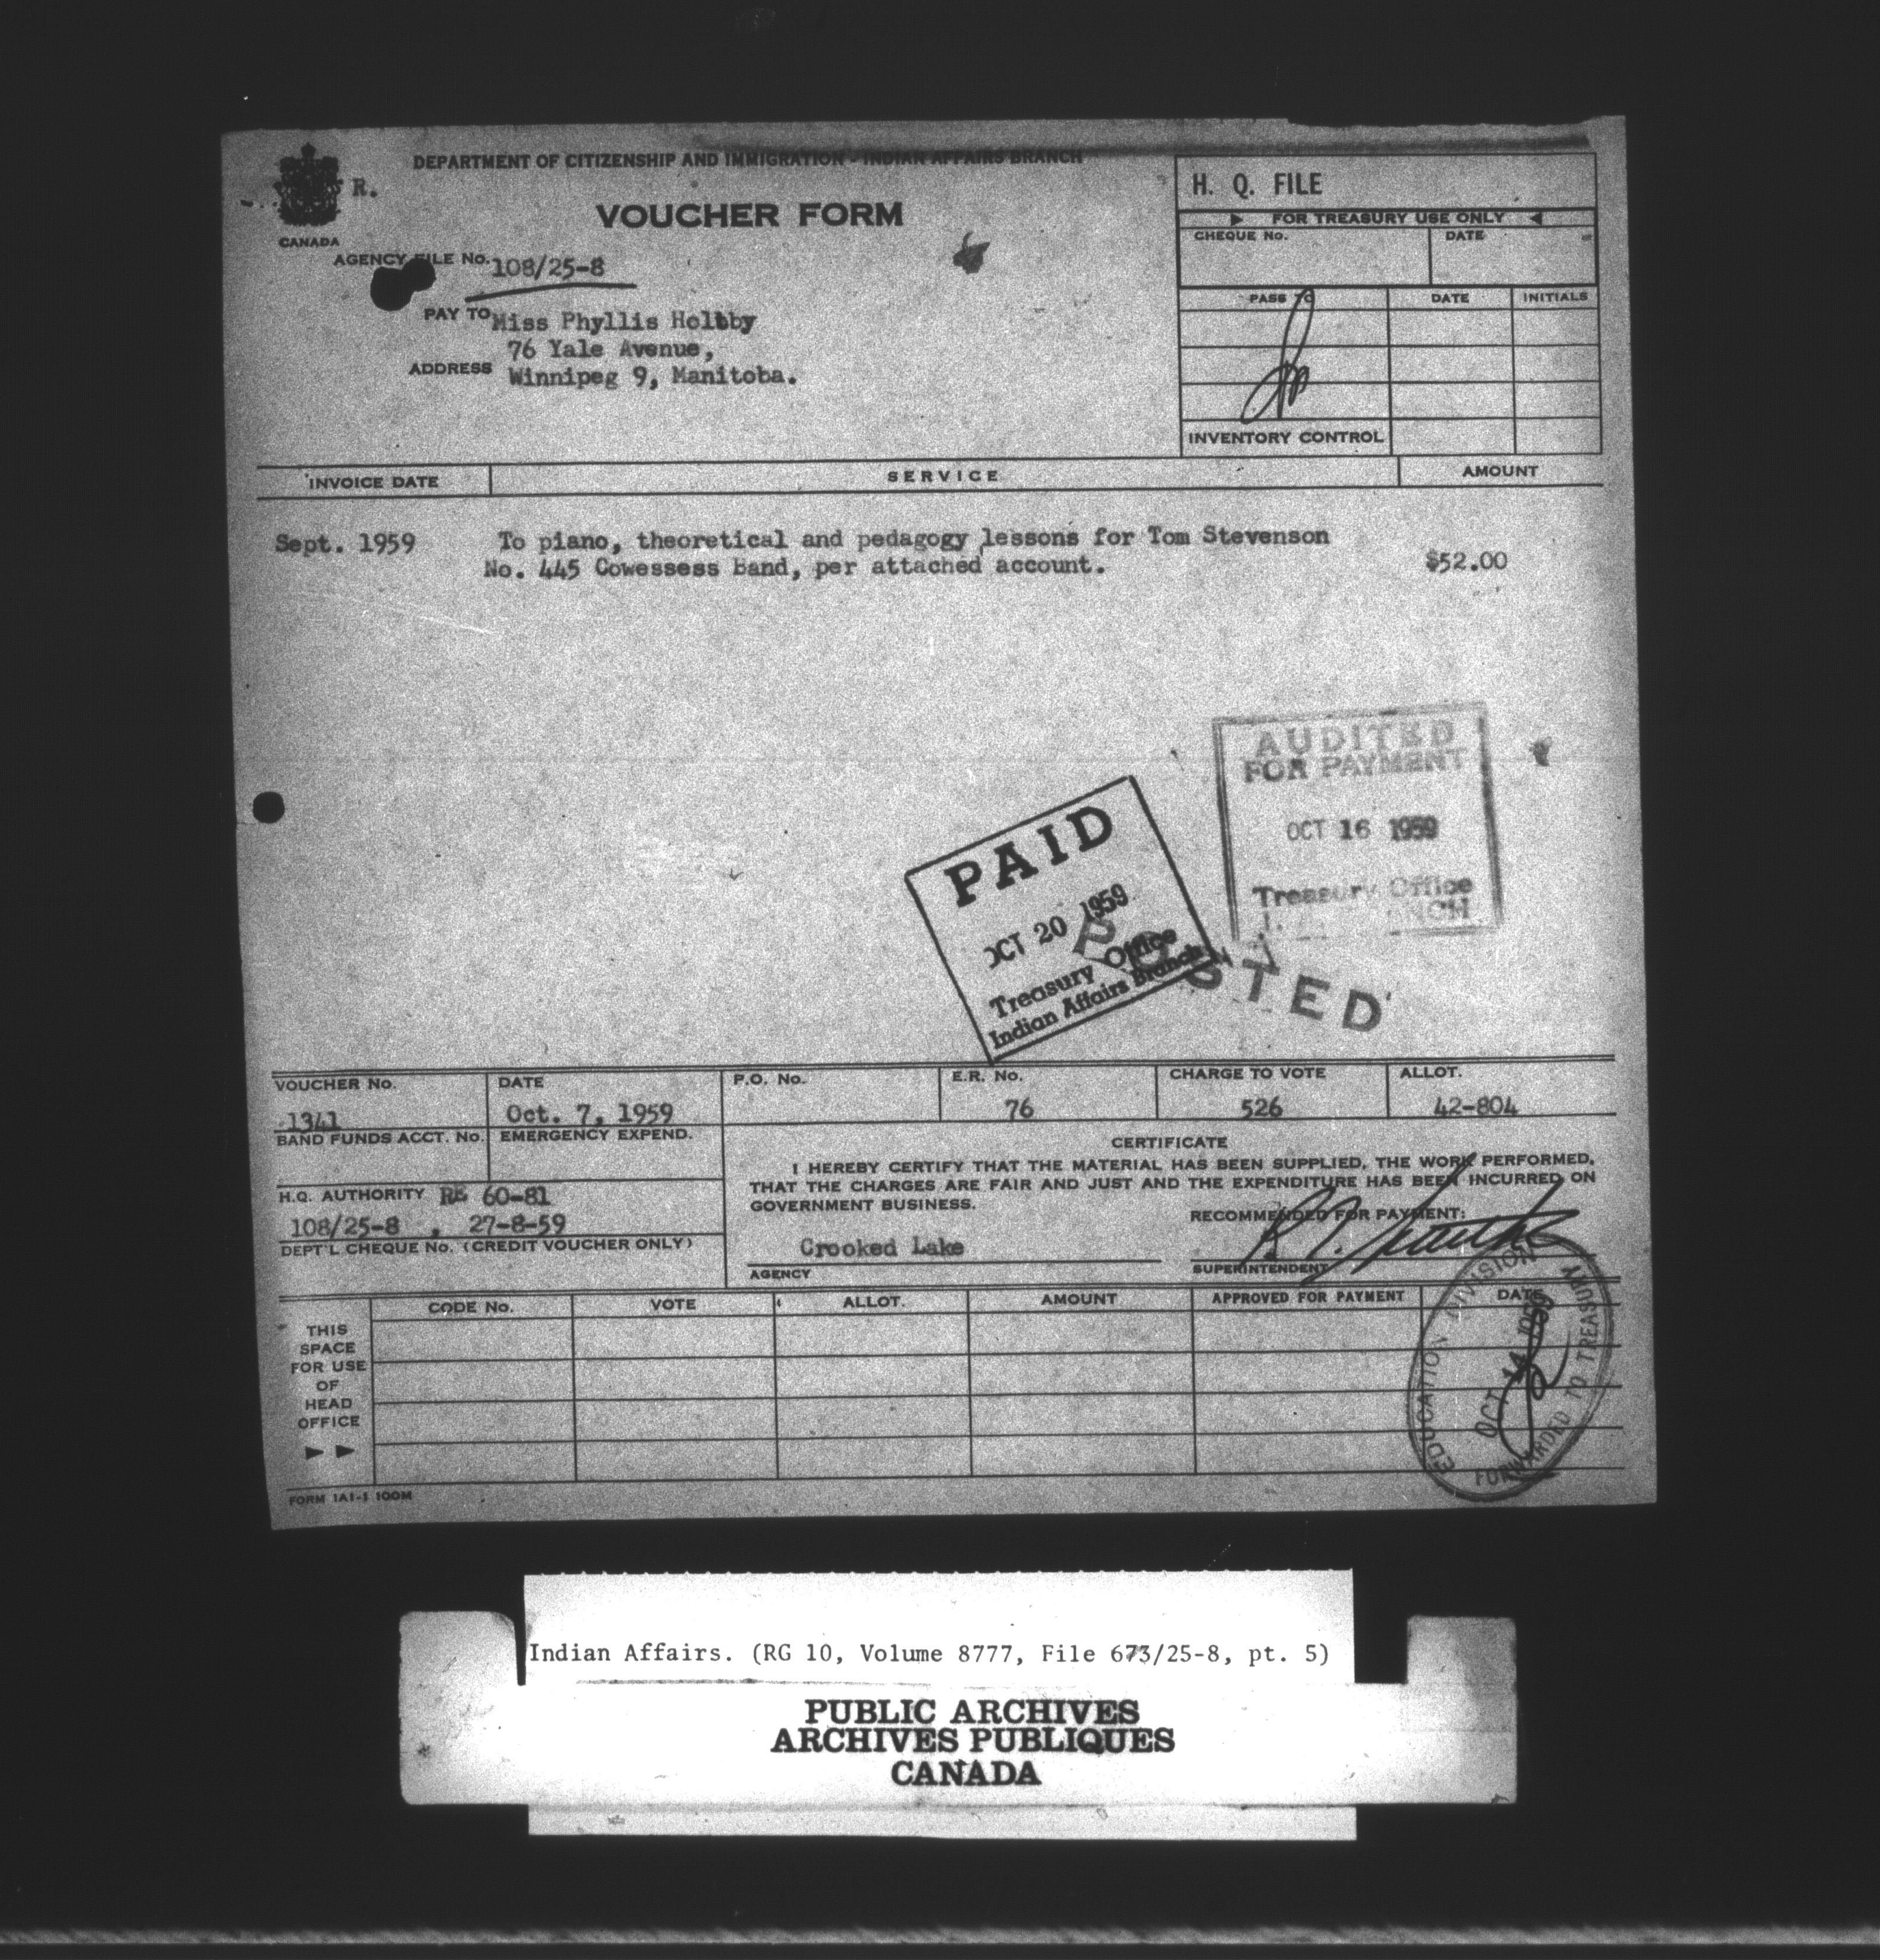 DEPARTMENT OF CITIZENSHIP AND IMMIGRATION - INDIAN AFFAIRS BRANCH
R.
CANADA
VOUCHER FORM
H. Q. FILE
FOR TREASURY USE ONLY
CHEQUE No. DATE
AGENCY FILE No. 108/25-8
PASS TO DATE INITIALS
PAY TO Miss Phyllis Holtby
76 Yale Avenue,
ADDRESS Winnipeg 9, Manitoba.
INVENTORY CONTROL
INVOICE DATE SERVICE AMOUNT
Sept. 1959 To piano, theoretical and pedagogy lessons for Tom Stevenson
No. 445 Cowessess Band, per attached account. $52.00
AUDITED
FOR PAYMENT
OCT 16 1959
Treasury Office
PAID
OCT 20 1959
Treasury Office
Indian Affairs Branch
POSTED
VOUCHER No. DATE P.O. No. E.R. No. CHARGE TO VOTE ALLOT.
1341 Oct. 7, 1959 76 526 42-804
BAND FUNDS ACCT. No. EMERGENCY EXPEND.
CERTIFICATE
I HEREBY CERTIFY THAT THE MATERIAL HAS BEEN SUPPLIED, THE WORK PERFORMED,
THAT THE CHARGES ARE FAIR AND JUST AND THE EXPENDITURE HAS BEEN INCURRED ON
GOVERNMENT BUSINESS.
H.Q. AUTHORITY RE 60-81
108/25-8 , 27-8-59
RECOMMENDED FOR PAYMENT:
DEPT'L CHEQUE No. (CREDIT VOUCHER ONLY)
Crooked Lake
AGENCY
SUPERINTENDENT
CODE No. VOTE ALLOT. AMOUNT APPROVED FOR PAYMENT DATE
THIS
SPACE
FOR USE
OF
HEAD
OFFICE
EDUCATION DIVISION
OCT 14 1959
FORWARDED TO TREASURY
FORM 1A1-1 100M
Indian Affairs. (RG 10, Volume 8777, File 673/25-8, pt. 5)
PUBLIC ARCHIVES
ARCHIVES PUBLIQUES
CANADA